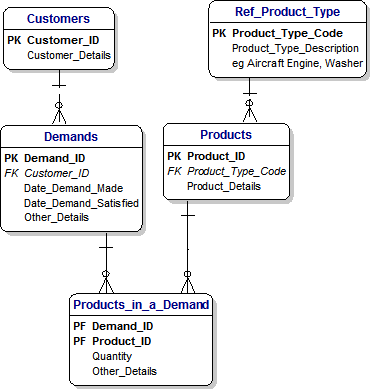 Customers
PK Customer_ID
Customer_Details
Ref_Product_Type
PK Product_Type_Code
Product_Type_Description
eg Aircraft Engine, Washer
Demands
PK Demand_ID
FK Customer_ID
Date_Demand_Made
Date_Demand_Satisfied
Other_Details
Products
PK Product_ID
FK Product_Type_Code
Product_Details
Products_in_a_Demand
PF Demand_ID
PF Product_ID
Quantity
Other_Details